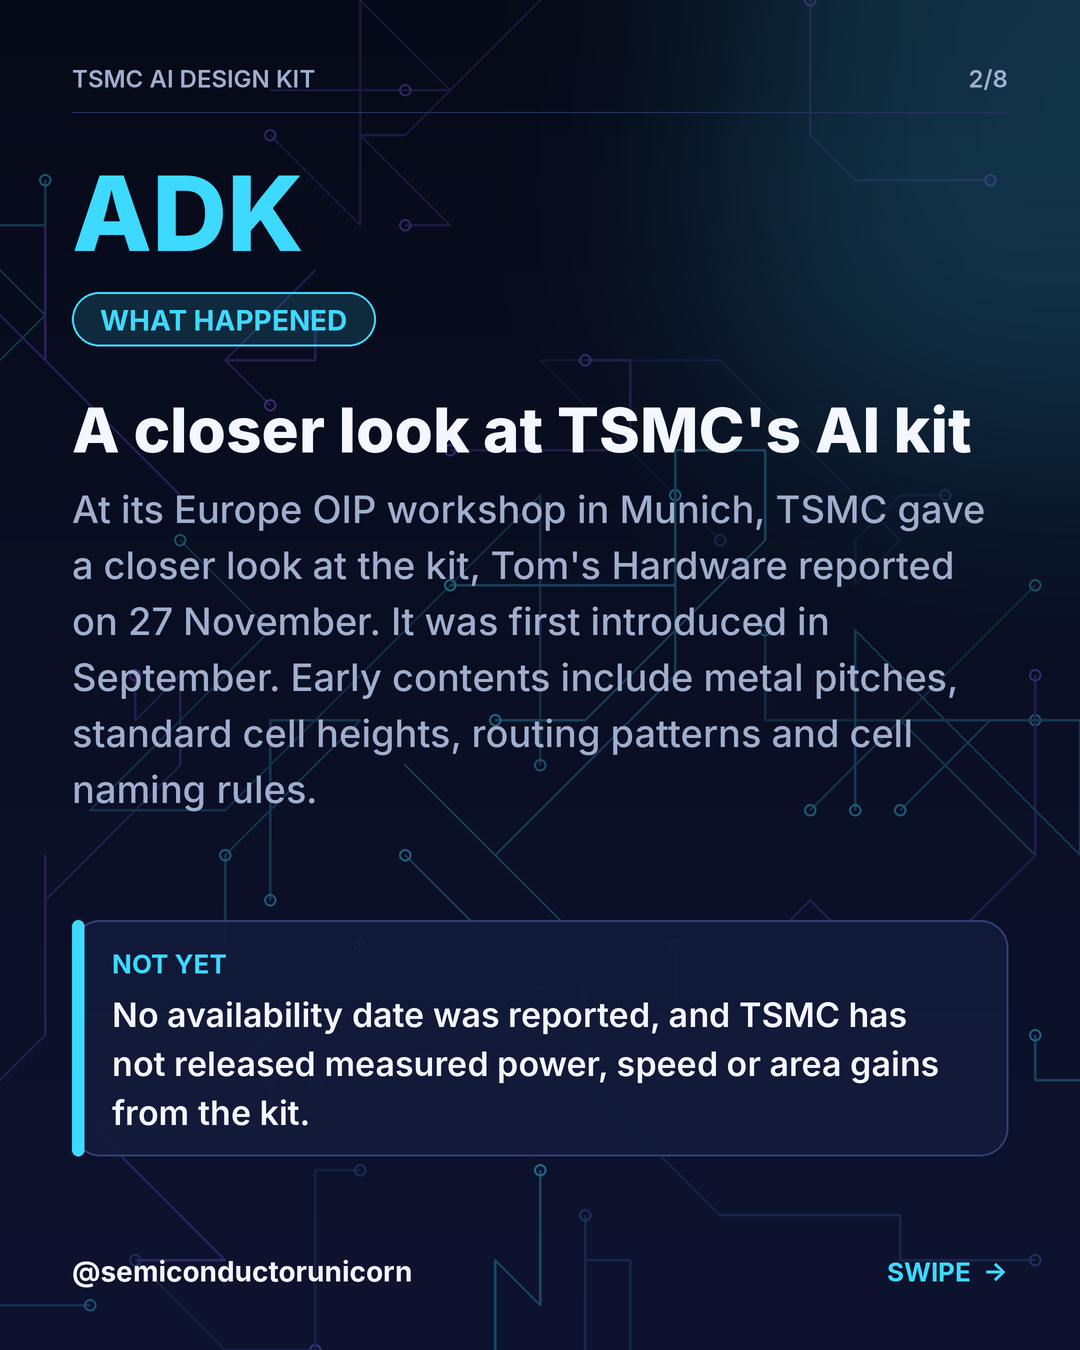 TSMC AI DESIGN KIT
2/8
ADK
WHAT HAPPENED
A closer look at TSMC's AI kit
At its Europe OIP workshop in Munich, TSMC gave
a closer look at the kit, Tom's Hardware reported
on 27 November. It was first introduced in
September. Early contents include metal pitches,
standard cell heights, routing patterns and cell
naming rules.
NOT YET
No availability date was reported, and TSMC has
not released measured power, speed or area gains
from the kit.
@semiconductorunicorn
SWIPE →